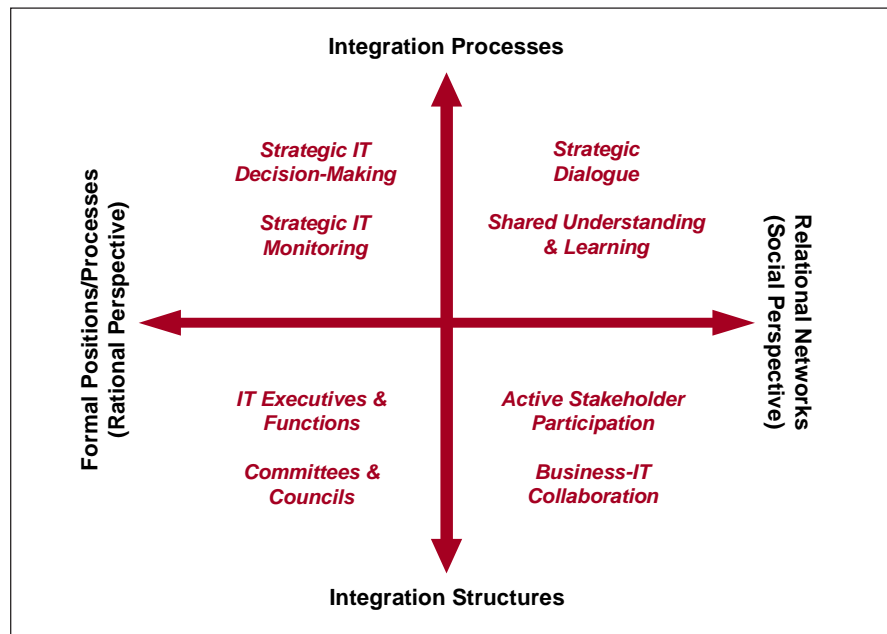 Integration Processes
Strategic IT
Decision-Making
Strategic
Dialogue
Strategic IT
Monitoring
Shared Understanding
& Learning
Formal Positions/Processes
(Rational Perspective)
Relational Networks
(Social Perspective)
IT Executives &
Functions
Active Stakeholder
Participation
Committees &
Councils
Business-IT
Collaboration
Integration Structures